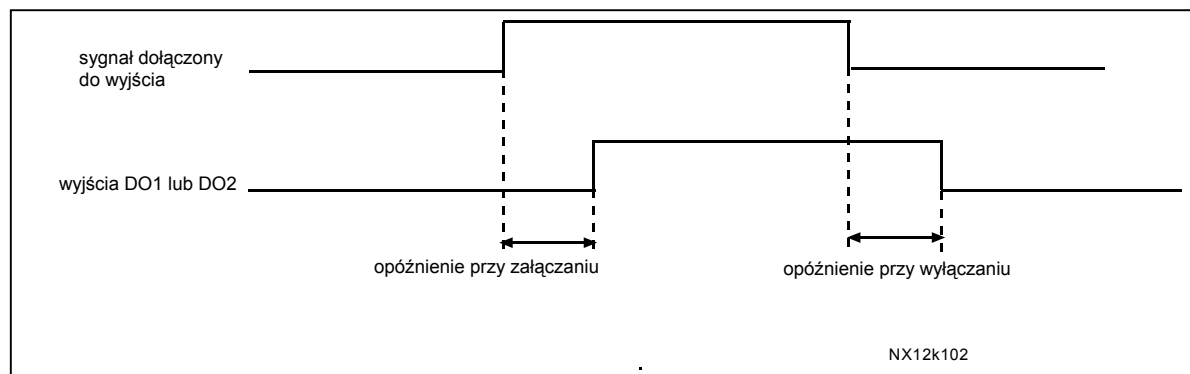 sygnał dołączony
do wyjścia
wyjścia DO1 lub DO2
opóźnienie przy załączaniu
opóźnienie przy wyłączaniu
NX12k102